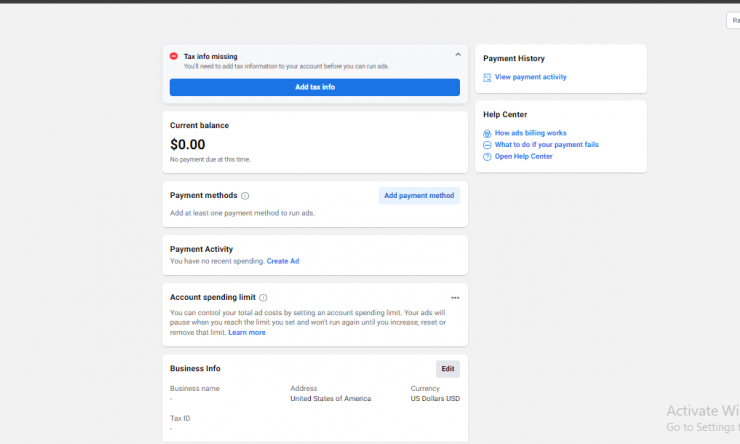 Tax info missing
You'll need to add tax information to your account before you can run ads.
Add tax info
Current balance
$0.00
No payment due at this time.
Payment methods
Add payment method
Add at least one payment method to run ads.
Payment Activity
You have no recent spending. Create Ad
Account spending limit
You can control your total ad costs by setting an account spending limit. Your ads will
pause when you reach the limit you set and won't run again until you increase, reset or
remove that limit. Learn more
Business Info
Edit
Business name
-
Address
United States of America
Currency
US Dollars USD
Tax ID
-
Payment History
View payment activity
Help Center
How ads billing works
What to do if your payment fails
Open Help Center
Activate Wi
Go to Settings t